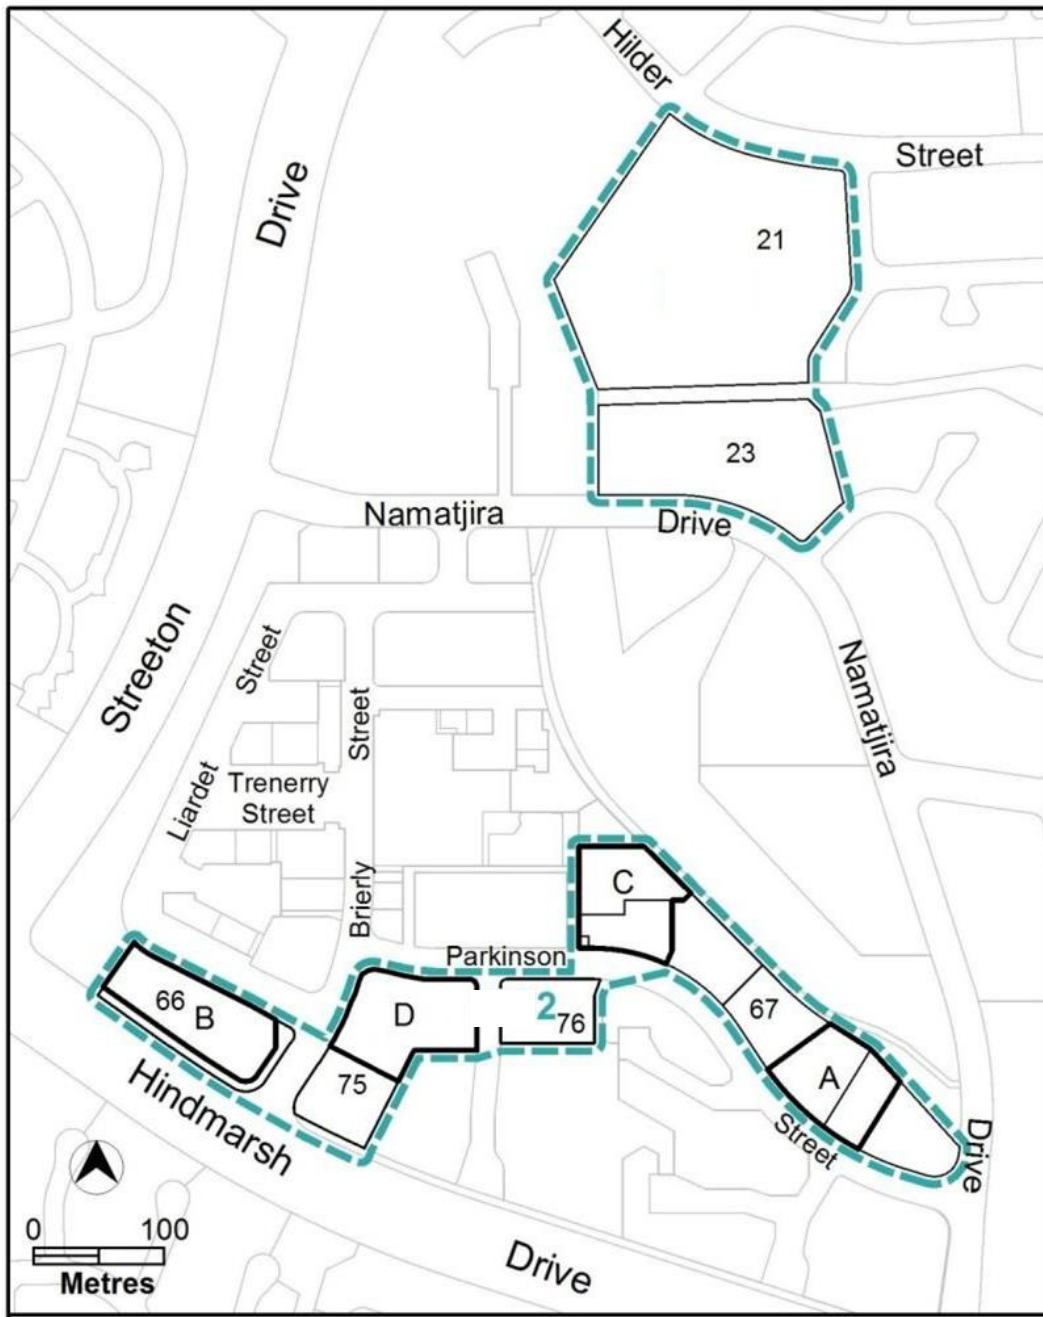 Hilder
Street
Drive
21
23
Namatjira
Drive
Streeton
Street
Street
Namatjira
Liardet
Trenerry
Street
Brierly
C
Parkinson
66
B
D
2
76
67
75
A
Street
Hindmarsh
Drive
Drive
0 100
Metres